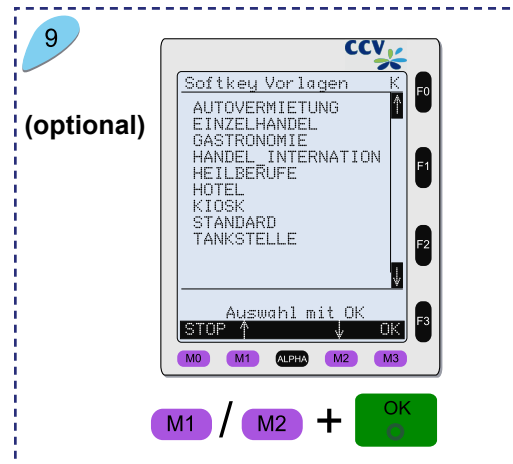 9
(optional)
CCV
Softkey Vorlagen K
F0
AUTOVERMIETUNG
EINZELHANDEL
GASTRONOMIE
HANDEL_INTERNATION
F1
HEILBERUFE
HOTEL
KIOSK
STANDARD
TANKSTELLE
F2
Auswahl mit OK
STOP ↑ ↓ OK
F3
M0 M1 ALPHA M2 M3
M1 / M2 + OK